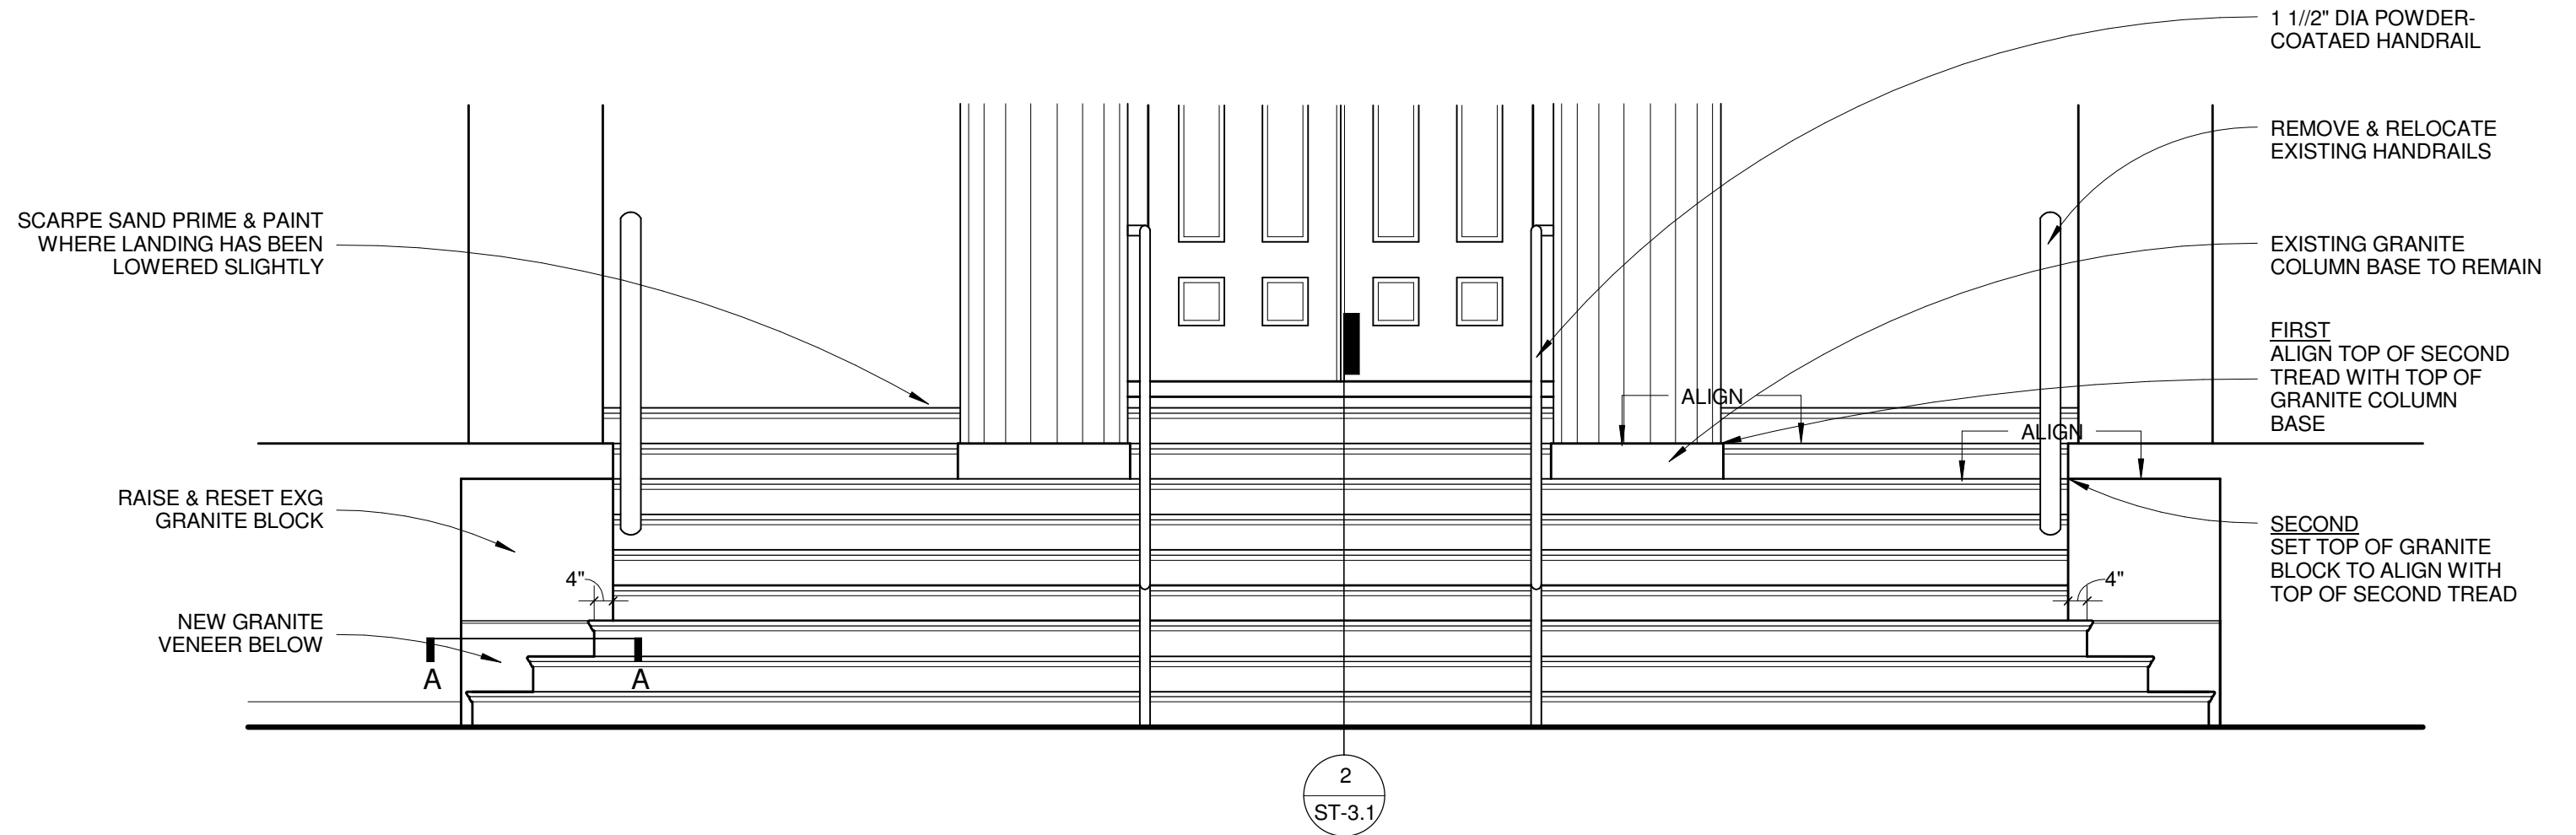 1 1//2" DIA POWDER-
COATAED HANDRAIL
REMOVE & RELOCATE
EXISTING HANDRAILS
SCARPE SAND PRIME & PAINT
WHERE LANDING HAS BEEN
LOWERED SLIGHTLY
EXISTING GRANITE
COLUMN BASE TO REMAIN
FIRST
ALIGN TOP OF SECOND
TREAD WITH TOP OF
GRANITE COLUMN
BASE
ALIGN
ALIGN
RAISE & RESET EXG
GRANITE BLOCK
SECOND
SET TOP OF GRANITE
BLOCK TO ALIGN WITH
TOP OF SECOND TREAD
4"
4"
NEW GRANITE
VENEER BELOW
A
A
2
ST-3.1